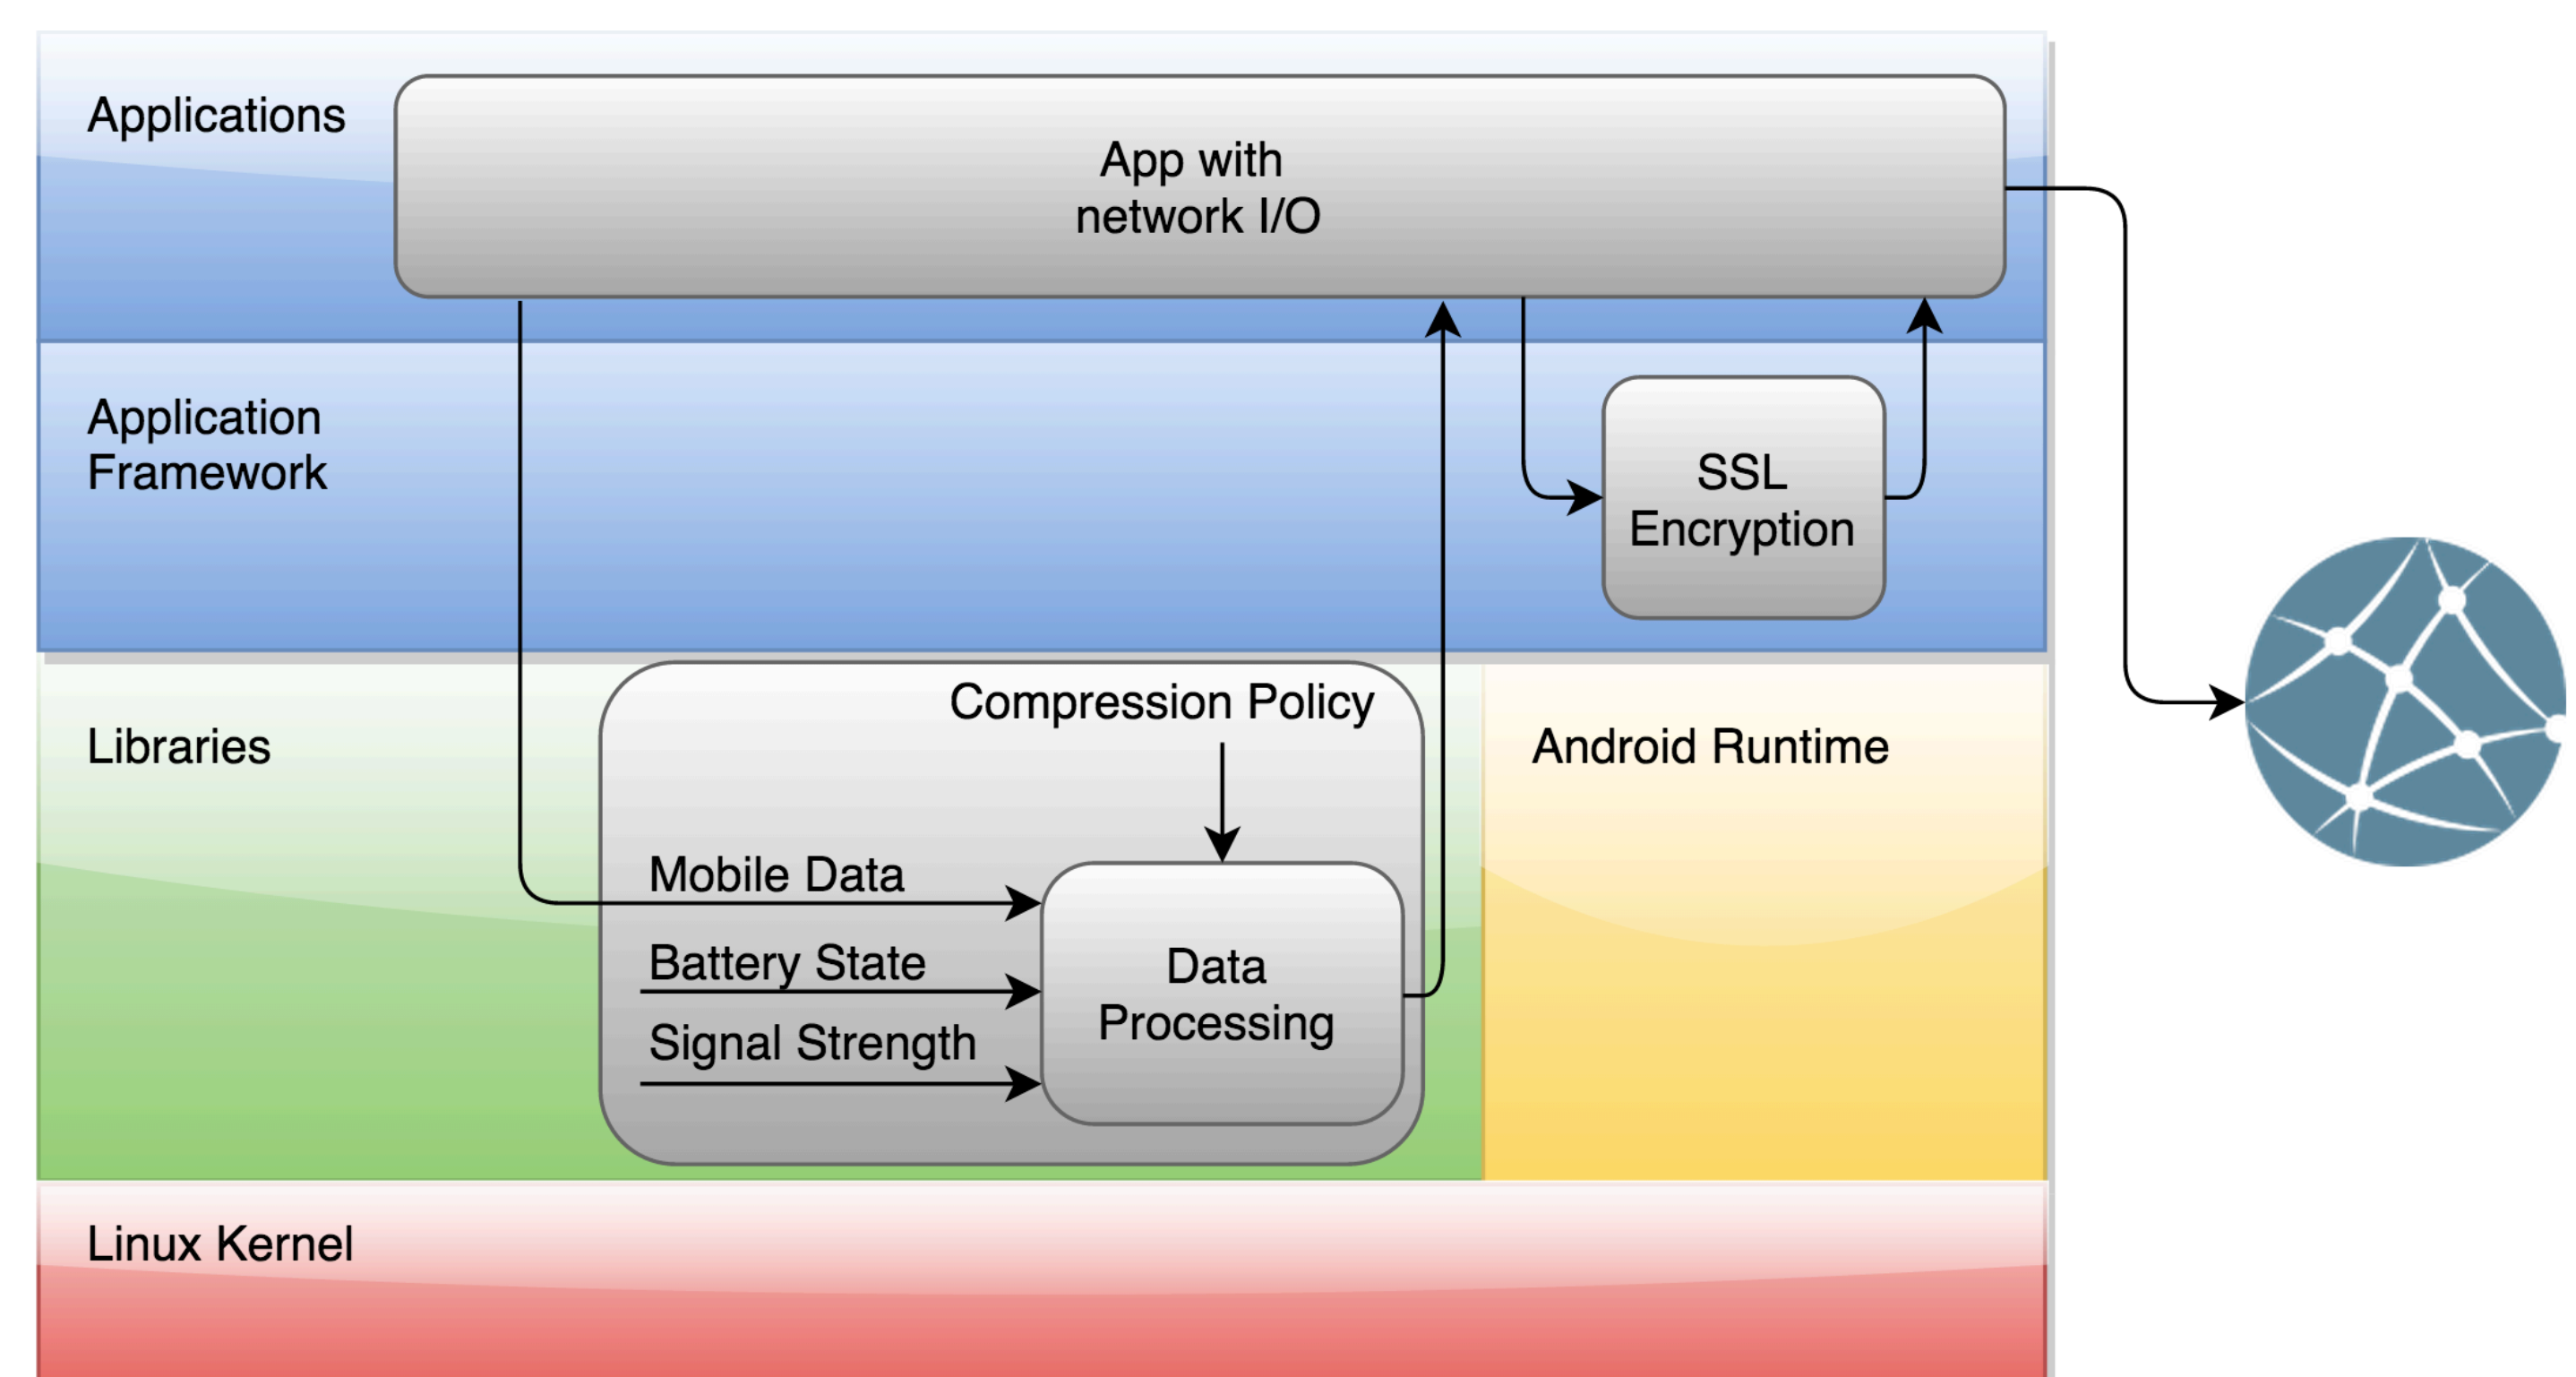 Applications
App with
network I/O
Application
Framework
SSL
Encryption
Libraries
Compression Policy
Mobile Data
Battery State
Signal Strength
Data
Processing
Android Runtime
Linux Kernel